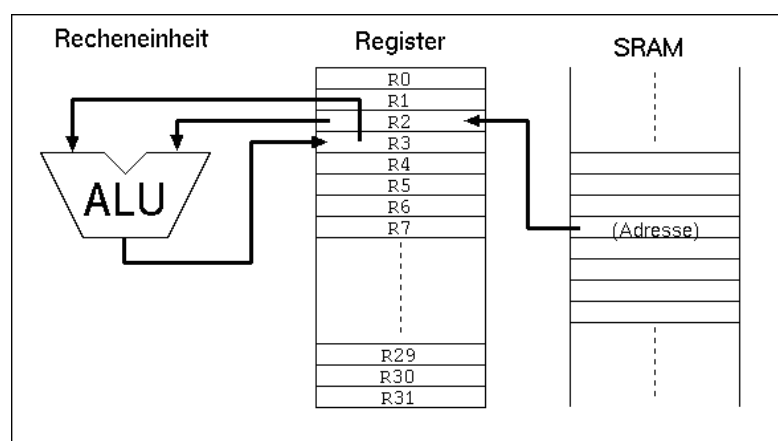 Recheneinheit
Register
SRAM
R0
R1
R2
R3
R4
R5
R6
R7
R29
R30
R31
ALU
(Adresse)